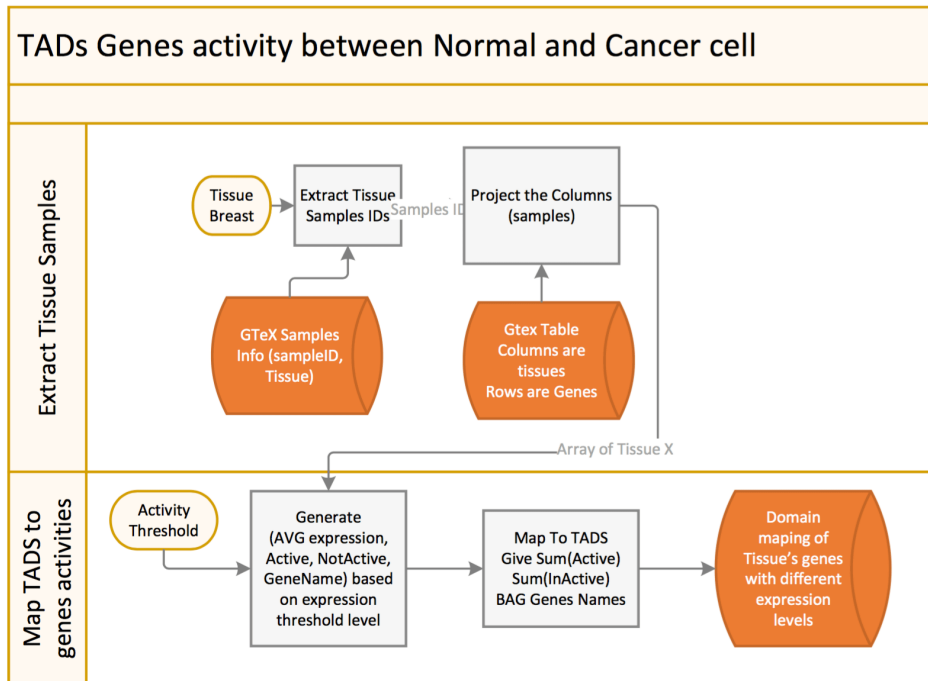 TADs Genes activity between Normal and Cancer cell
Extract Tissue Samples
Tissue
Breast
Extract Tissue
Samples IDs
Samples ID
Project the Columns
(samples)
GTeX Samples
Info (sampleID,
Tissue)
Gtex Table
Columns are
tissues
Rows are Genes
Array of Tissue X
Map TADS to
genes activities
Activity
Threshold
Generate
(AVG expression,
Active, NotActive,
GeneName) based
on expression
threshold level
Map To TADS
Give Sum(Active)
Sum(InActive)
BAG Genes Names
Domain
maping of
Tissue's genes
with different
expression
levels